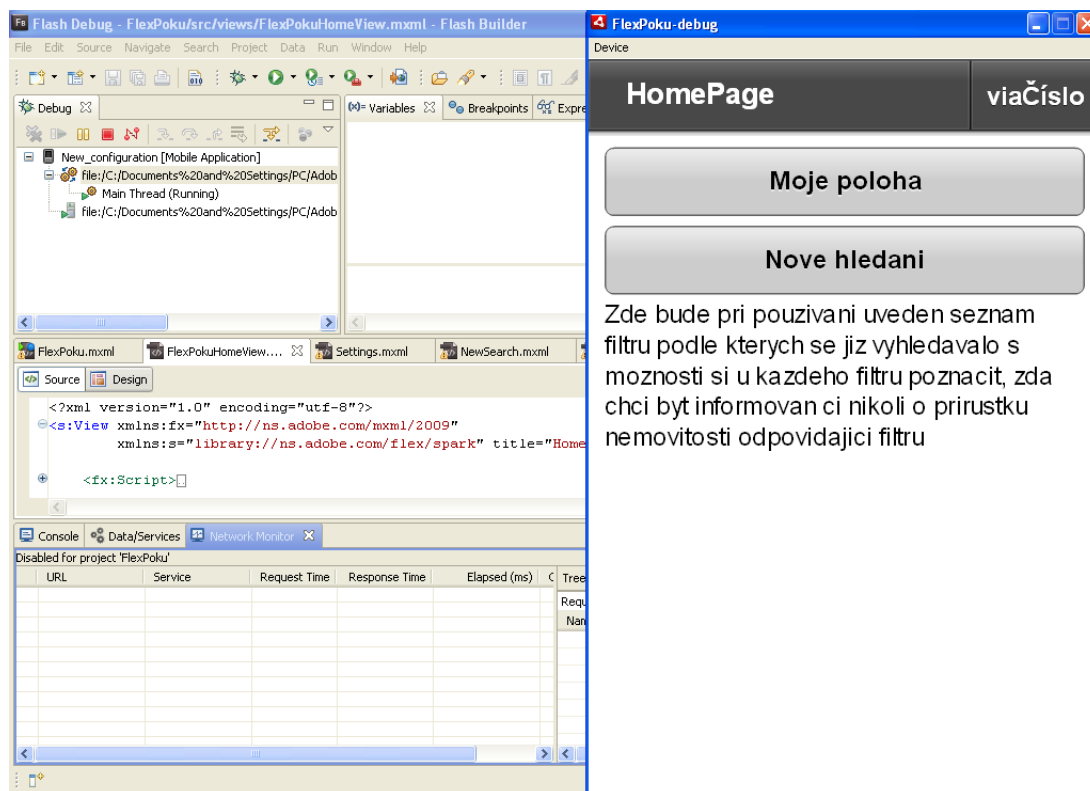 Flash Debug - FlexPoku/src/views/FlexPokuHomeView.mxml - Flash Builder
File Edit Source Navigate Search Project Data Run Window Help
Debug
New_configuration [Mobile Application]
file:/C:/Documents%20and%20Settings/PC/Adob
Main Thread (Running)
file:/C:/Documents%20and%20Settings/PC/Adob
(x)= Variables Breakpoints Expre
FlexPoku.mxml FlexPokuHomeView.... Settings.mxml NewSearch.mxml
Source Design
<?xml version="1.0" encoding="utf-8"?>
<s:View xmlns:fx="http://ns.adobe.com/mxml/2009"
xmlns:s="library://ns.adobe.com/flex/spark" title="Home
<fx:Script>
Console Data/Services Network Monitor
Disabled for project 'FlexPoku'
URL Service Request Time Response Time Elapsed (ms) Tree
Requ
Nan
FlexPoku-debug
Device
HomePage viaČíslo
Moje poloha
Nove hledani
Zde bude pri pouzivani uveden seznam
filtru podle kterych se jiz vyhledavalo s
moznosti si u kazdeho filtru poznacit, zda
chci byt informovan ci nikoli o prirustku
nemovitosti odpovidajici filtru